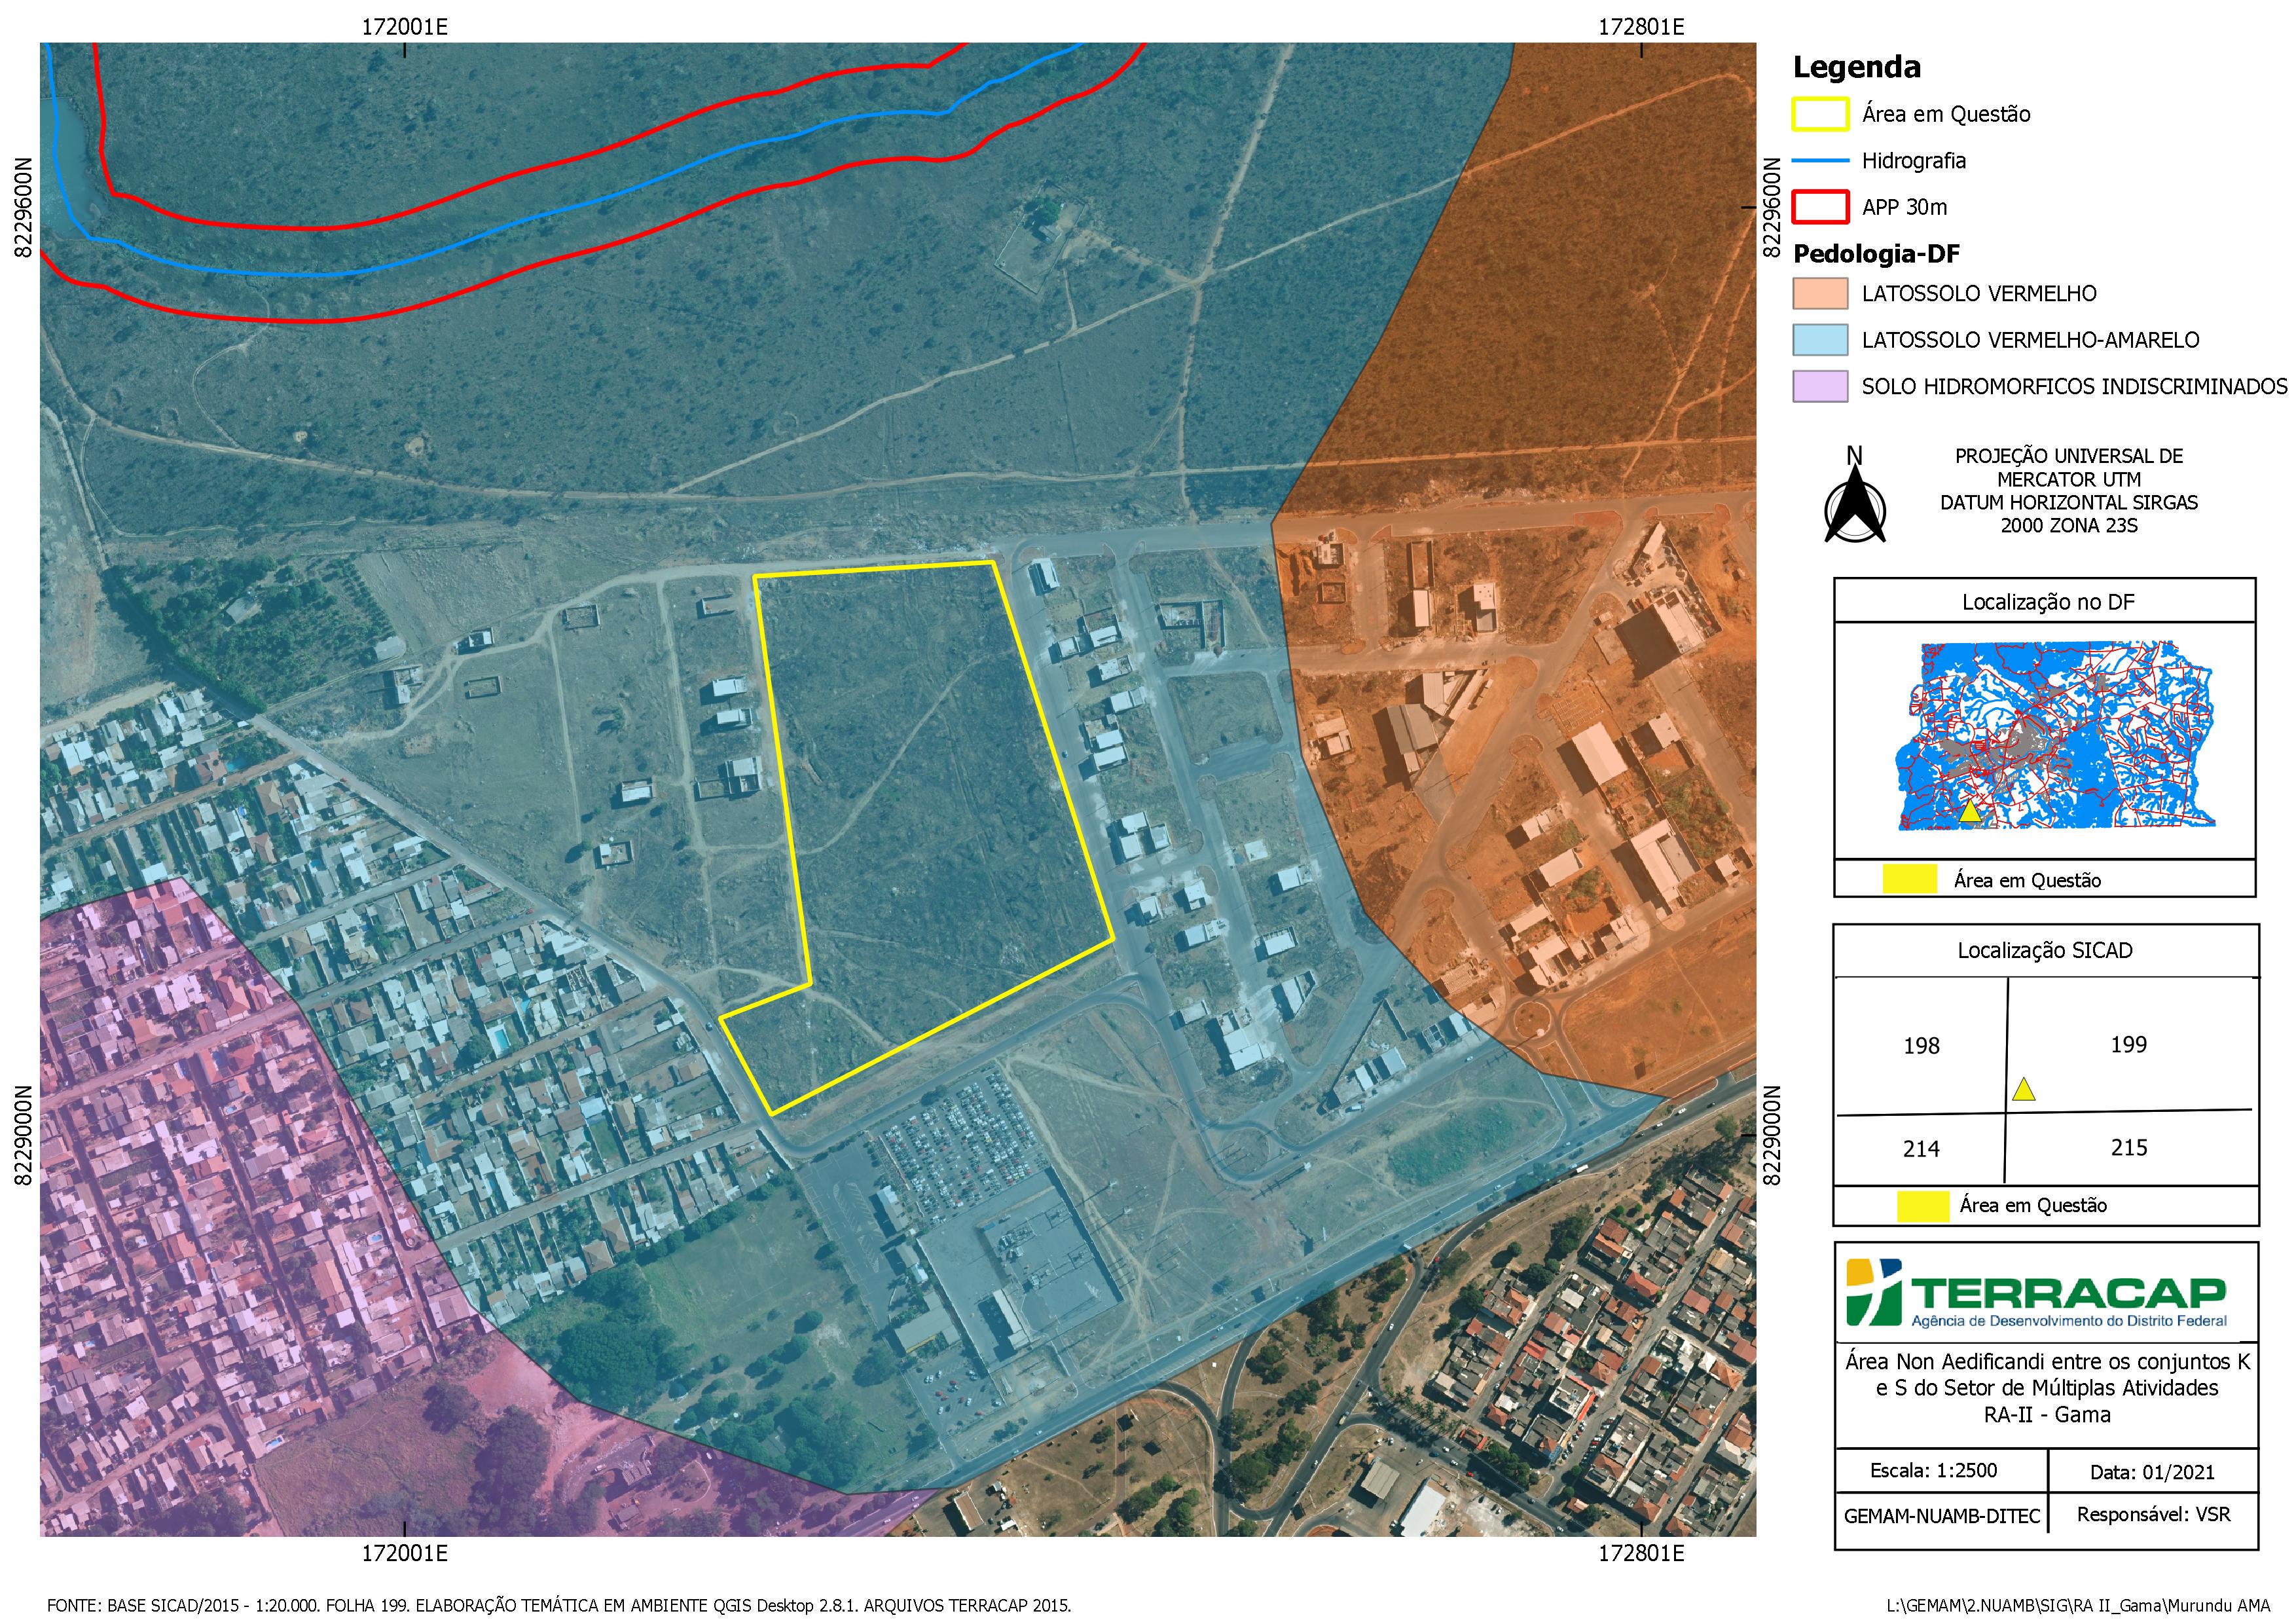 172001E
172801E
8229600N
8229600N
8229000N
8229000N
172001E
172801E
Legenda
Área em Questão
Hidrografia
APP 30m
Pedologia-DF
LATOSSOLO VERMELHO
LATOSSOLO VERMELHO-AMARELO
SOLO HIDROMORFICOS INDISCRIMINADOS
N
PROJEÇÃO UNIVERSAL DE
MERCATOR UTM
DATUM HORIZONTAL SIRGAS
2000 ZONA 23S
Localização no DF
Área em Questão
Localização SICAD
198
199
214
215
Área em Questão
TERRACAP
Agência de Desenvolvimento do Distrito Federal
Área Non Aedificandi entre os conjuntos K
e S do Setor de Múltiplas Atividades
RA-II - Gama
Escala: 1:2500
Data: 01/2021
GEMAM-NUAMB-DITEC
Responsável: VSR
FONTE: BASE SICAD/2015 - 1:20.000. FOLHA 199. ELABORAÇÃO TEMÁTICA EM AMBIENTE QGIS Desktop 2.8.1. ARQUIVOS TERRACAP 2015.
L:\GEMAM\2.NUAMB\SIG\RA II_Gama\Murundu AMA